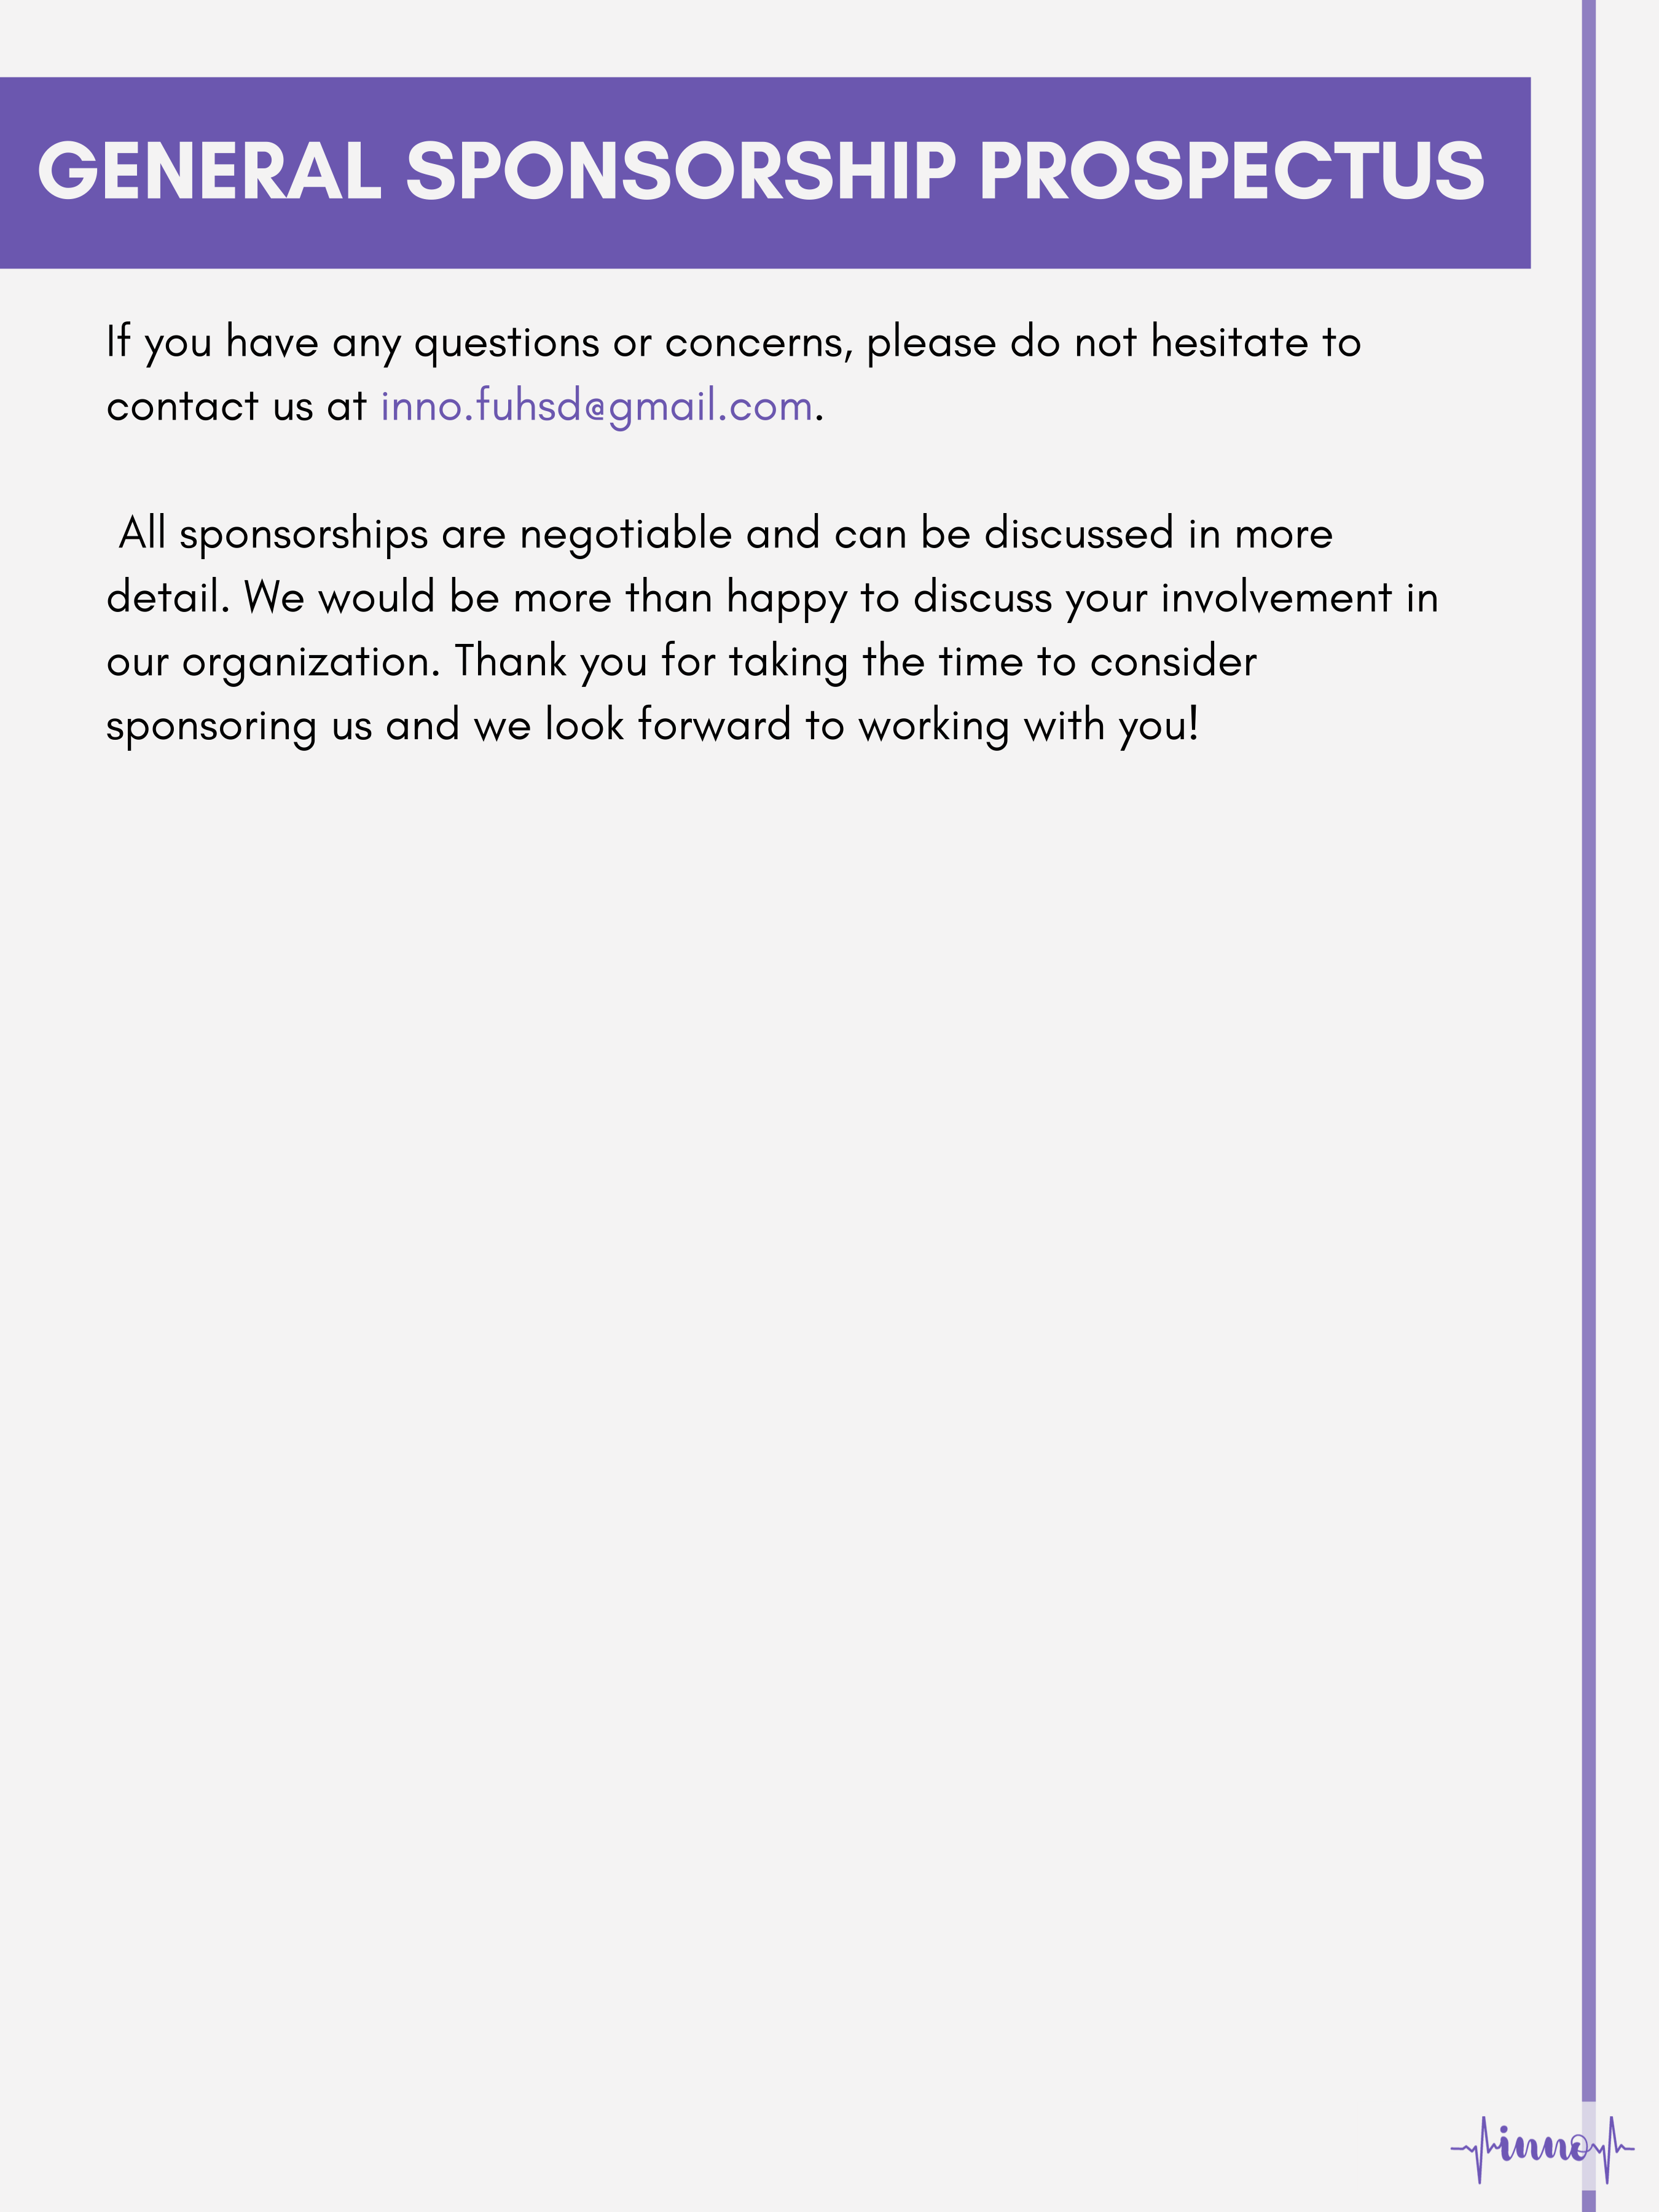 GENERAL SPONSORSHIP PROSPECTUS
If you have any questions or concerns, please do not hesitate to
contact us at inno.fuhsd@gmail.com.
All sponsorships are negotiable and can be discussed in more
detail. We would be more than happy to discuss your involvement in
our organization. Thank you for taking the time to consider
sponsoring us and we look forward to working with you!
inno